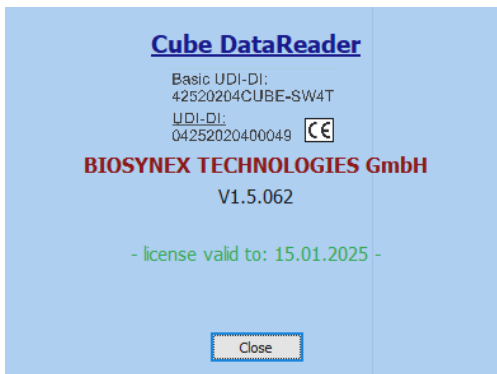 Cube DataReader
Basic UDI-DI:
42520204CUBE-SW4T
UDI-DI:
04252020400049 CE
BIOSYNEX TECHNOLOGIES GmbH
V1.5.062
- license valid to: 15.01.2025 -
Close